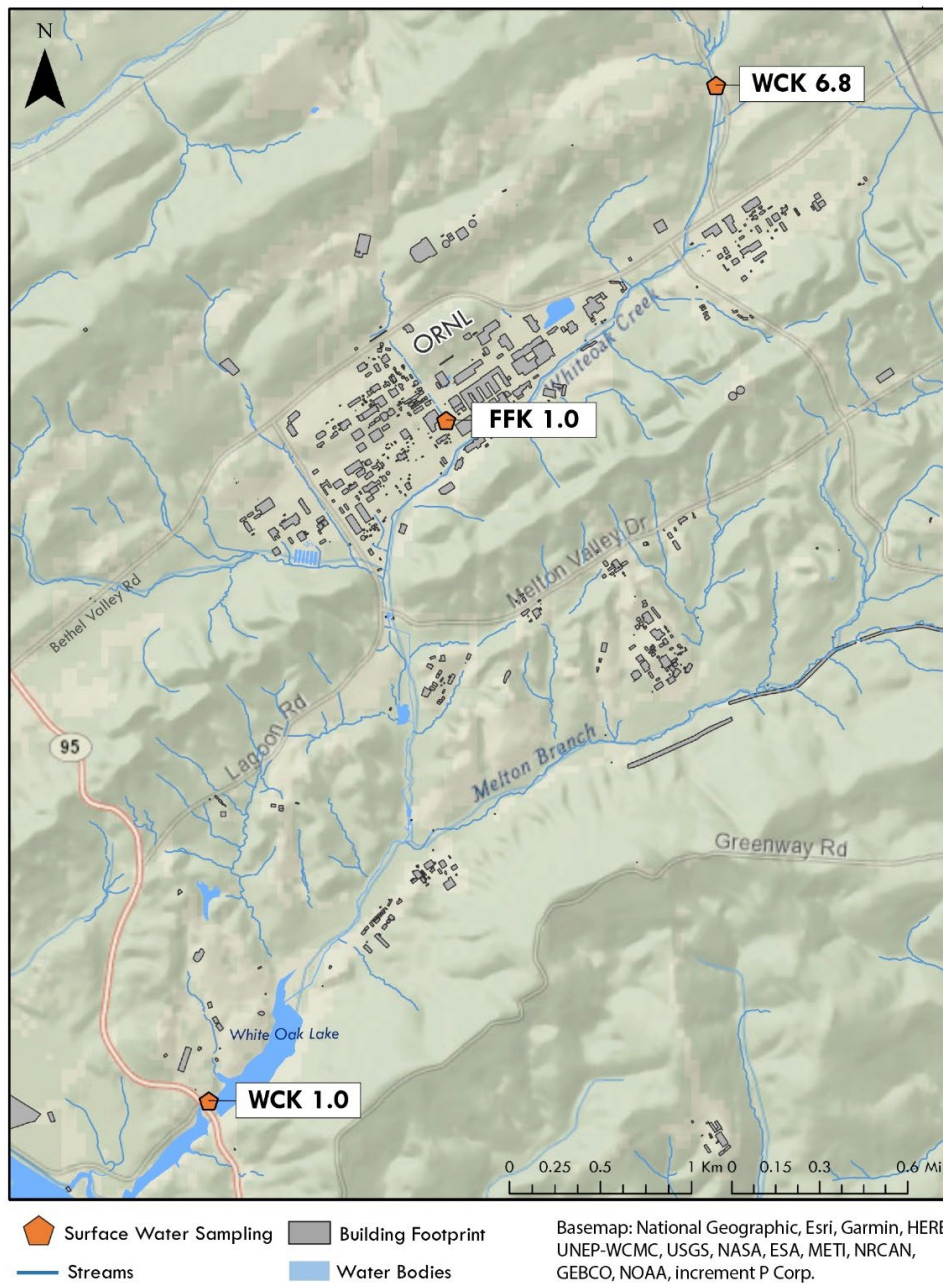 N
WCK 6.8
ORNL
Whiteoak Creek
FFK 1.0
Melton Valley Dr
Bethel Valley Rd
95
Lagoon Rd
Melton Branch
Greenway Rd
White Oak Lake
WCK 1.0
0 0.25 0.5 1 Km 0 0.15 0.3 0.6 Mi
Surface Water Sampling Building Footprint
Streams Water Bodies
Basemap: National Geographic, Esri, Garmin, HERE
UNEP-WCMC, USGS, NASA, ESA, METI, NRCAN,
GEBCO, NOAA, increment P Corp.